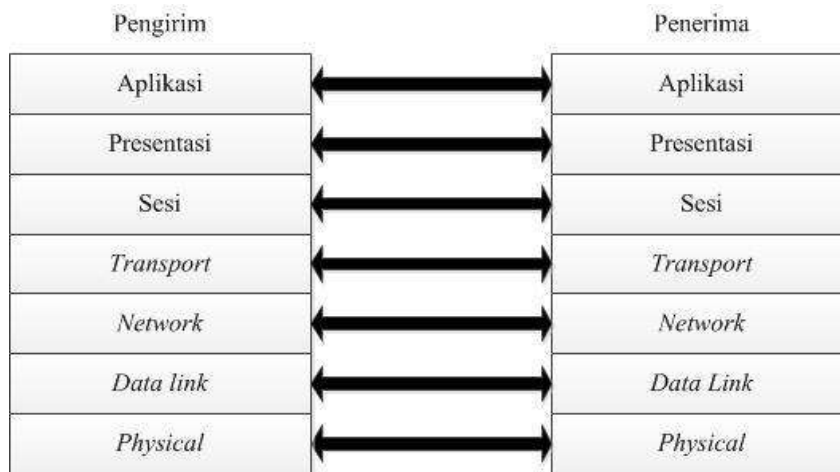 Pengirim Penerima
Aplikasi Aplikasi
Presentasi Presentasi
Sesi Sesi
Transport Transport
Network Network
Data link Data Link
Physical Physical